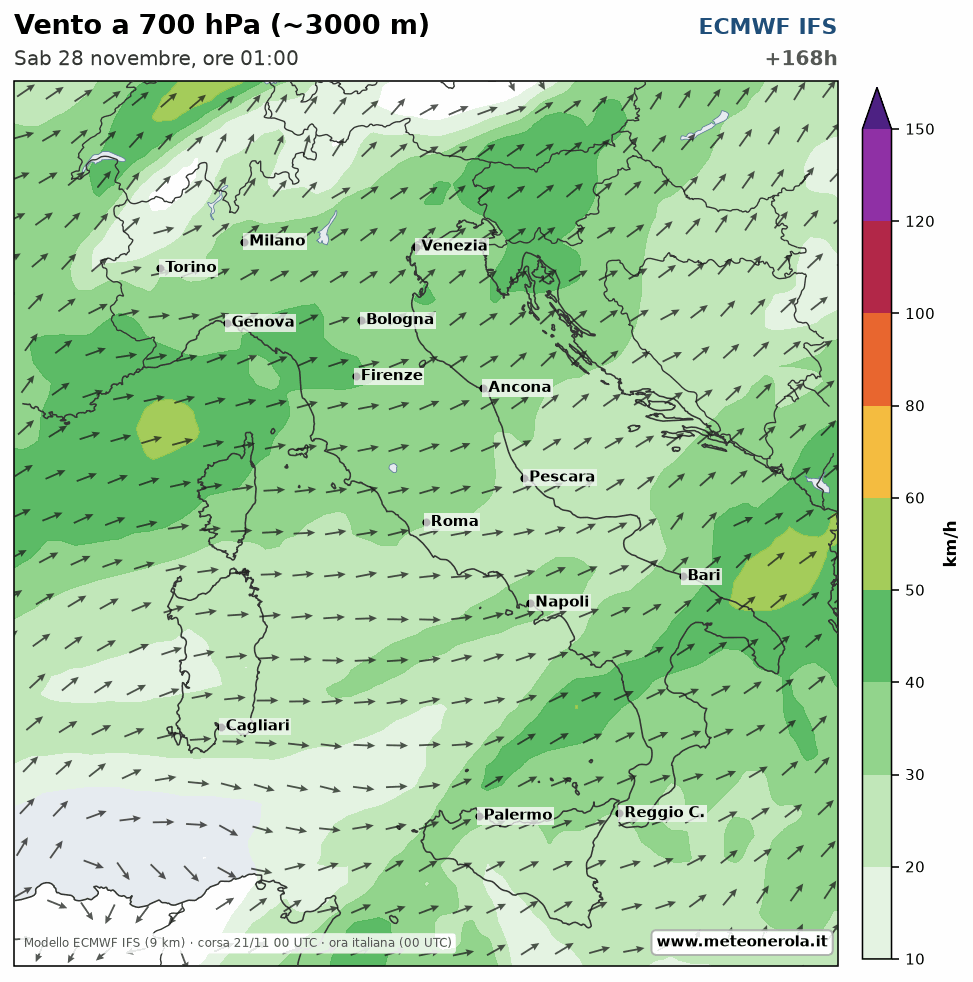 Vento a 700 hPa (~3000 m)
ECMWF IFS
Sab 28 novembre, ore 01:00
+168h
150
120
100
80
60
50
40
30
20
10
km/h
Milano
Venezia
Torino
Genova
Bologna
Firenze
Ancona
Pescara
Roma
Bari
Napoli
Cagliari
Palermo
Reggio C.
Modello ECMWF IFS (9 km) · corsa 21/11 00 UTC · ora italiana (00 UTC)
www.meteonerola.it